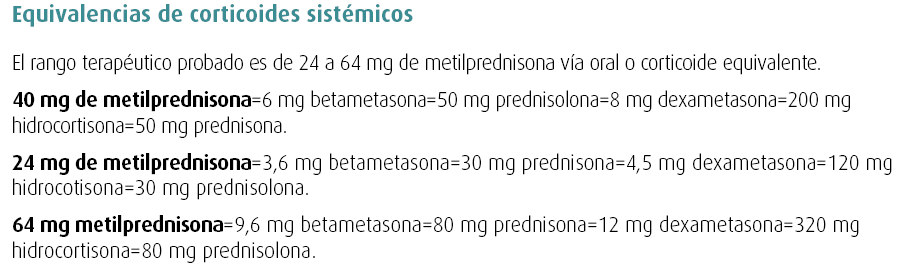 Equivalencias de corticoides sistémicos
El rango terapéutico probado es de 24 a 64 mg de metilprednisona vía oral o corticoide equivalente.
40 mg de metilprednisona=6 mg betametasona=50 mg prednisolona=8 mg dexametasona=200 mg
hidrocortisona=50 mg prednisona.
24 mg de metilprednisona=3,6 mg betametasona=30 mg prednisona=4,5 mg dexametasona=120 mg
hidrocotisona=30 mg prednisolona.
64 mg metilprednisona=9,6 mg betametasona=80 mg prednisona=12 mg dexametasona=320 mg
hidrocortisona=80 mg prednisolona.